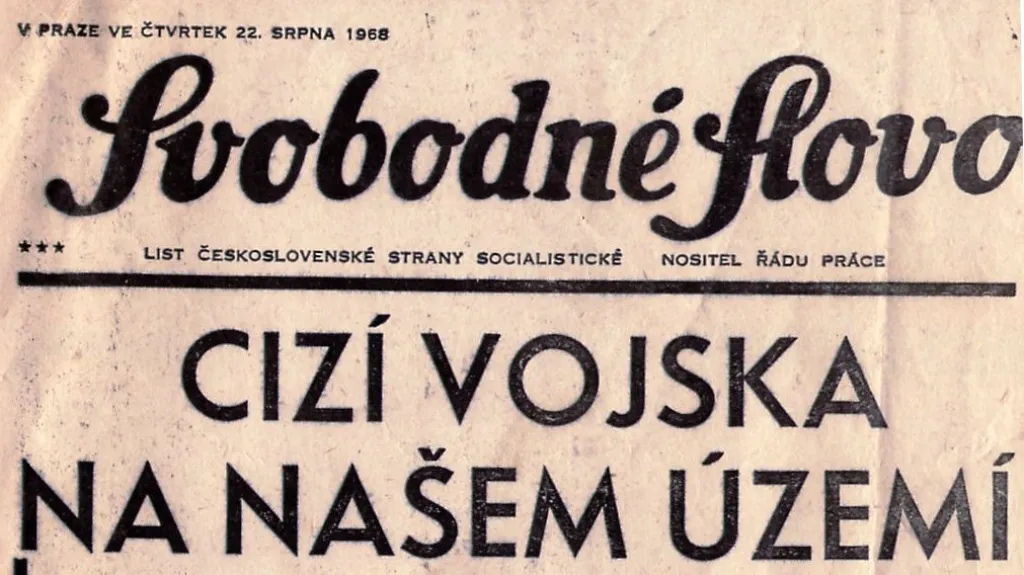 V PRAZE VE ČTVRTEK 22. SRPNA 1968
Svobodné slovo
*** LIST ČESKOSLOVENSKÉ STRANY SOCIALISTICKÉ NOSITEL ŘÁDU PRÁCE
CIZÍ VOJSKA
NA NAŠEM ÚZEMÍ